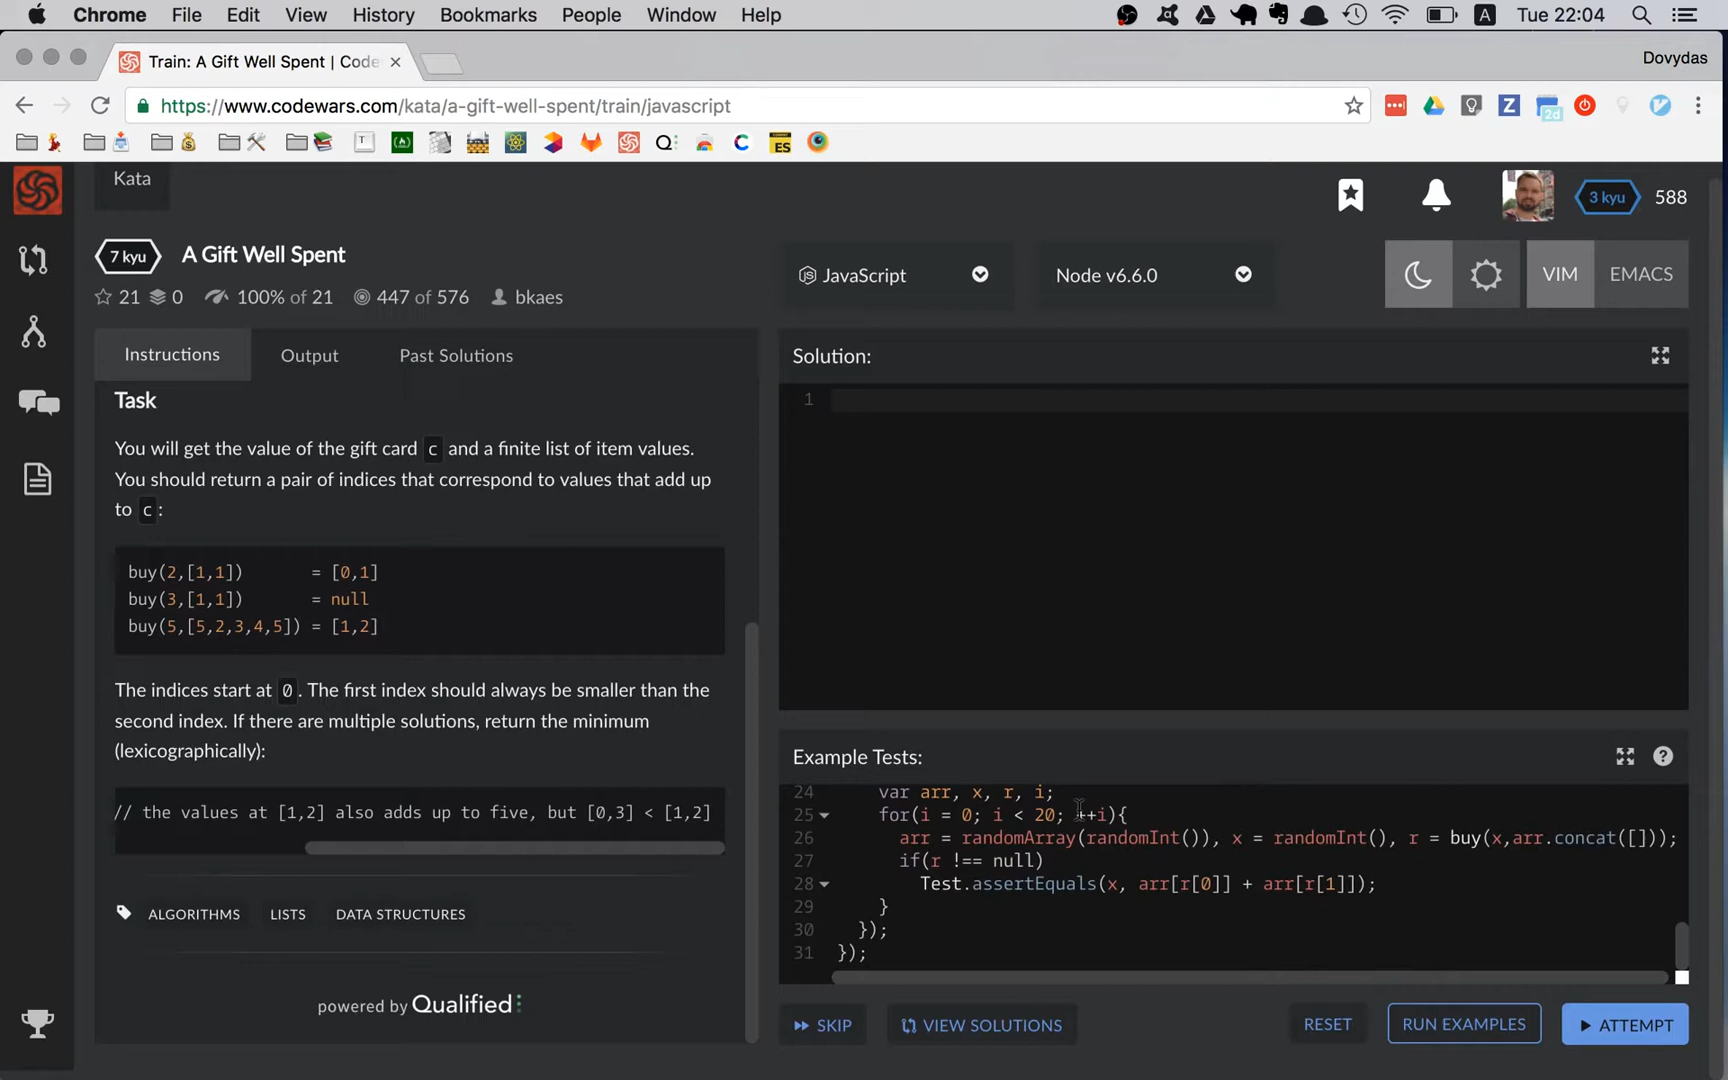 Chrome File Edit View History Bookmarks People Window Help A Tue 22:04
Train: A Gift Well Spent | Code
Dovydas
https://www.codewars.com/kata/a-gift-well-spent/train/javascript
Z 2d
T Q: C ES
Kata
3 kyu 588
7 kyu A Gift Well Spent
21 0 100% of 21 447 of 576 bkaes
JavaScript Node v6.6.0 VIM EMACS
Instructions Output Past Solutions
Task
You will get the value of the gift card c and a finite list of item values.
You should return a pair of indices that correspond to values that add up
to c:
buy(2,[1,1]) = [0,1]
buy(3,[1,1]) = null
buy(5,[5,2,3,4,5]) = [1,2]
The indices start at 0. The first index should always be smaller than the
second index. If there are multiple solutions, return the minimum
(lexicographically):
// the values at [1,2] also adds up to five, but [0,3] < [1,2]
ALGORITHMS LISTS DATA STRUCTURES
powered by Qualified
Solution:
1
Example Tests:
24 var arr, x, r, i;
25 for(i = 0; i < 20; ++i){
26 arr = randomArray(randomInt()), x = randomInt(), r = buy(x,arr.concat([]));
27 if(r !== null)
28 Test.assertEquals(x, arr[r[0]] + arr[r[1]]);
29 }
30 });
31 });
SKIP VIEW SOLUTIONS RESET RUN EXAMPLES ATTEMPT